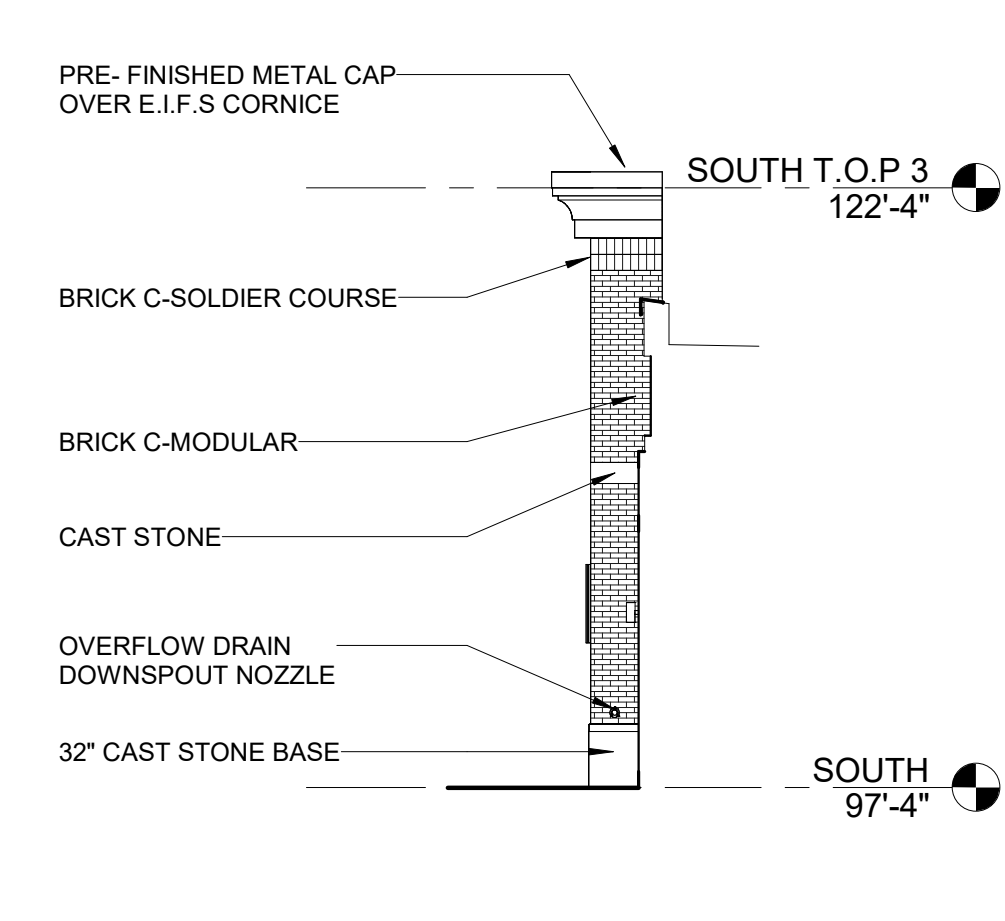 PRE- FINISHED METAL CAP
OVER E.I.F.S CORNICE
SOUTH T.O.P 3
122'-4"
BRICK C-SOLDIER COURSE
BRICK C-MODULAR
CAST STONE
OVERFLOW DRAIN
DOWNSPOUT NOZZLE
32" CAST STONE BASE
SOUTH
97'-4"